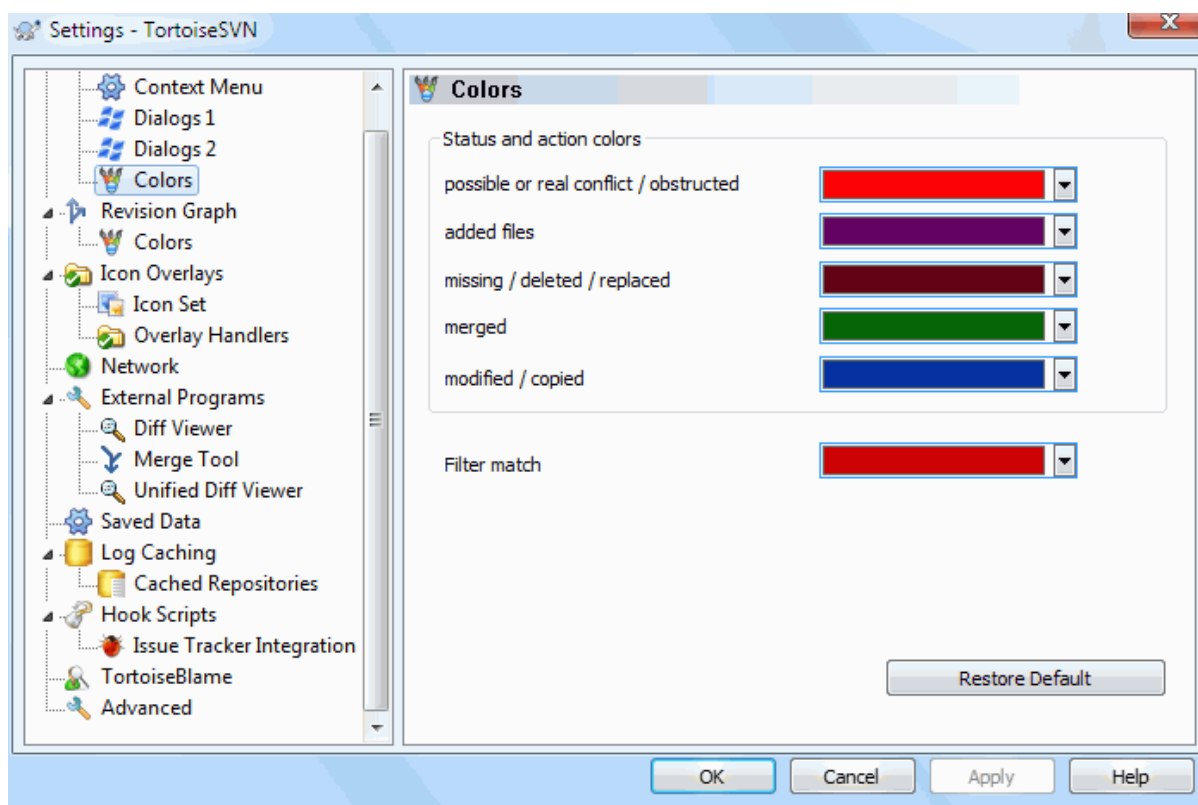 Settings - TortoiseSVN
Context Menu
Dialogs 1
Dialogs 2
Colors
Revision Graph
Colors
Icon Overlays
Icon Set
Overlay Handlers
Network
External Programs
Diff Viewer
Merge Tool
Unified Diff Viewer
Saved Data
Log Caching
Cached Repositories
Hook Scripts
Issue Tracker Integration
TortoiseBlame
Advanced
Colors
Status and action colors
possible or real conflict / obstructed
added files
missing / deleted / replaced
merged
modified / copied
Filter match
Restore Default
OK
Cancel
Apply
Help